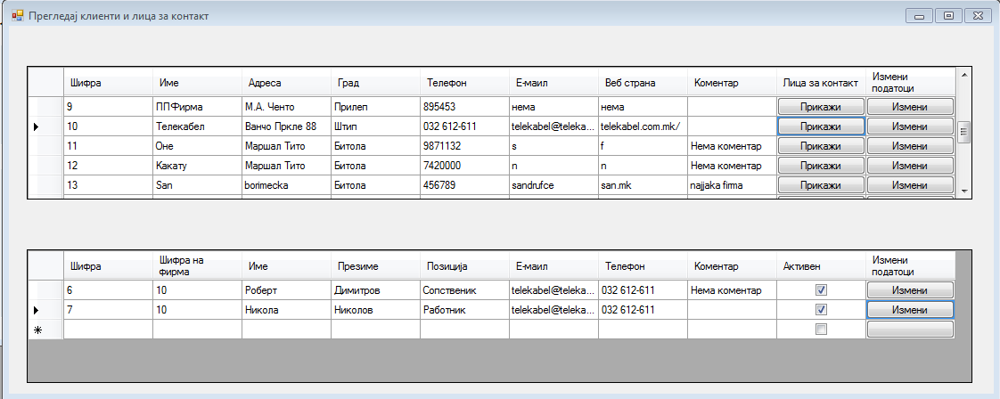 Прегледај клиенти и лица за контакт
Шифра Име Адреса Град Телефон Е-маил Веб страна Коментар Лица за контакт Измени податоци
9 ППФирма М.А. Ченто Прилеп 895453 нема нема Прикажи Измени
10 Телекабел Ванчо Пркле 88 Штип 032 612-611 telekabel@teleka... telekabel.com.mk/ Прикажи Измени
11 Оне Маршал Тито Битола 9871132 s f Нема коментар Прикажи Измени
12 Какату Маршал Тито Битола 7420000 n n Нема коментар Прикажи Измени
13 San borimecka Битола 456789 sandrufce san.mk najjaka firma Прикажи Измени
Шифра Шифра на фирма Име Презиме Позиција Е-маил Телефон Коментар Активен Измени податоци
6 10 Роберт Димитров Сопственик telekabel@teleka... 032 612-611 Нема коментар Измени
7 10 Никола Николов Работник telekabel@teleka... 032 612-611 Измени